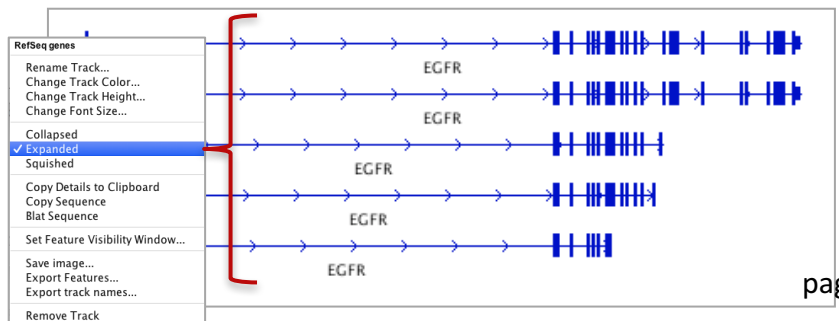 RefSeq genes
Rename Track...
Change Track Color...
Change Track Height...
Change Font Size...
Collapsed
✓ Expanded
Squished
Copy Details to Clipboard
Copy Sequence
Blat Sequence
Set Feature Visibility Window...
Save image...
Export Features...
Export track names...
Remove Track
EGFR
EGFR
EGFR
EGFR
EGFR